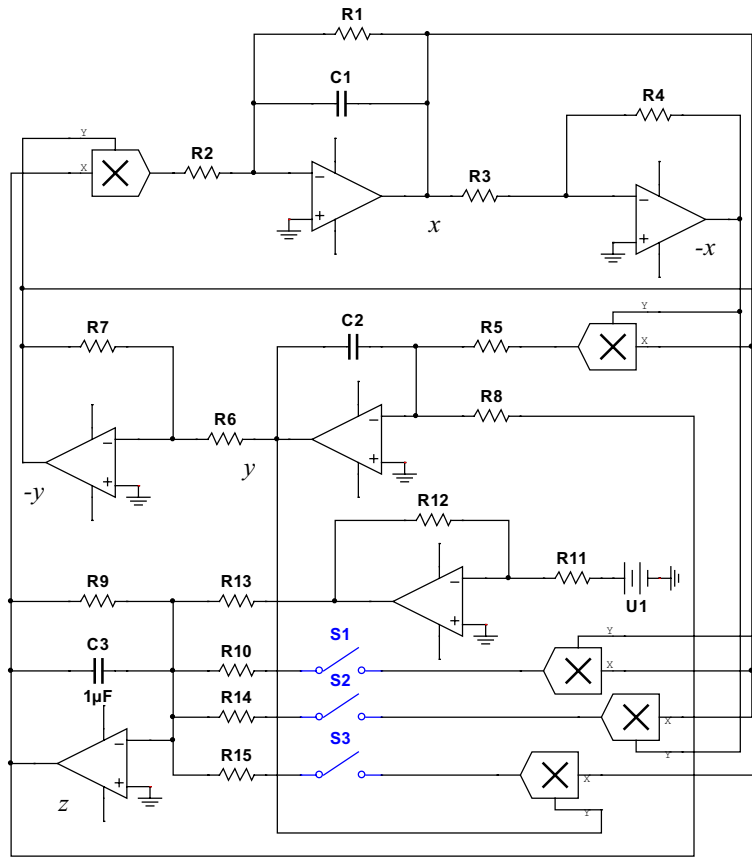 R1
C1
R4
Y
X
R2
R3
x
-x
Y
C2
R7
R5
X
R6
R8
y
-y
R12
R11
R9
R13
U1
S1
Y
C3
R10
X
1µF
S2
R14
X
S3
Y
R15
X
z
Y